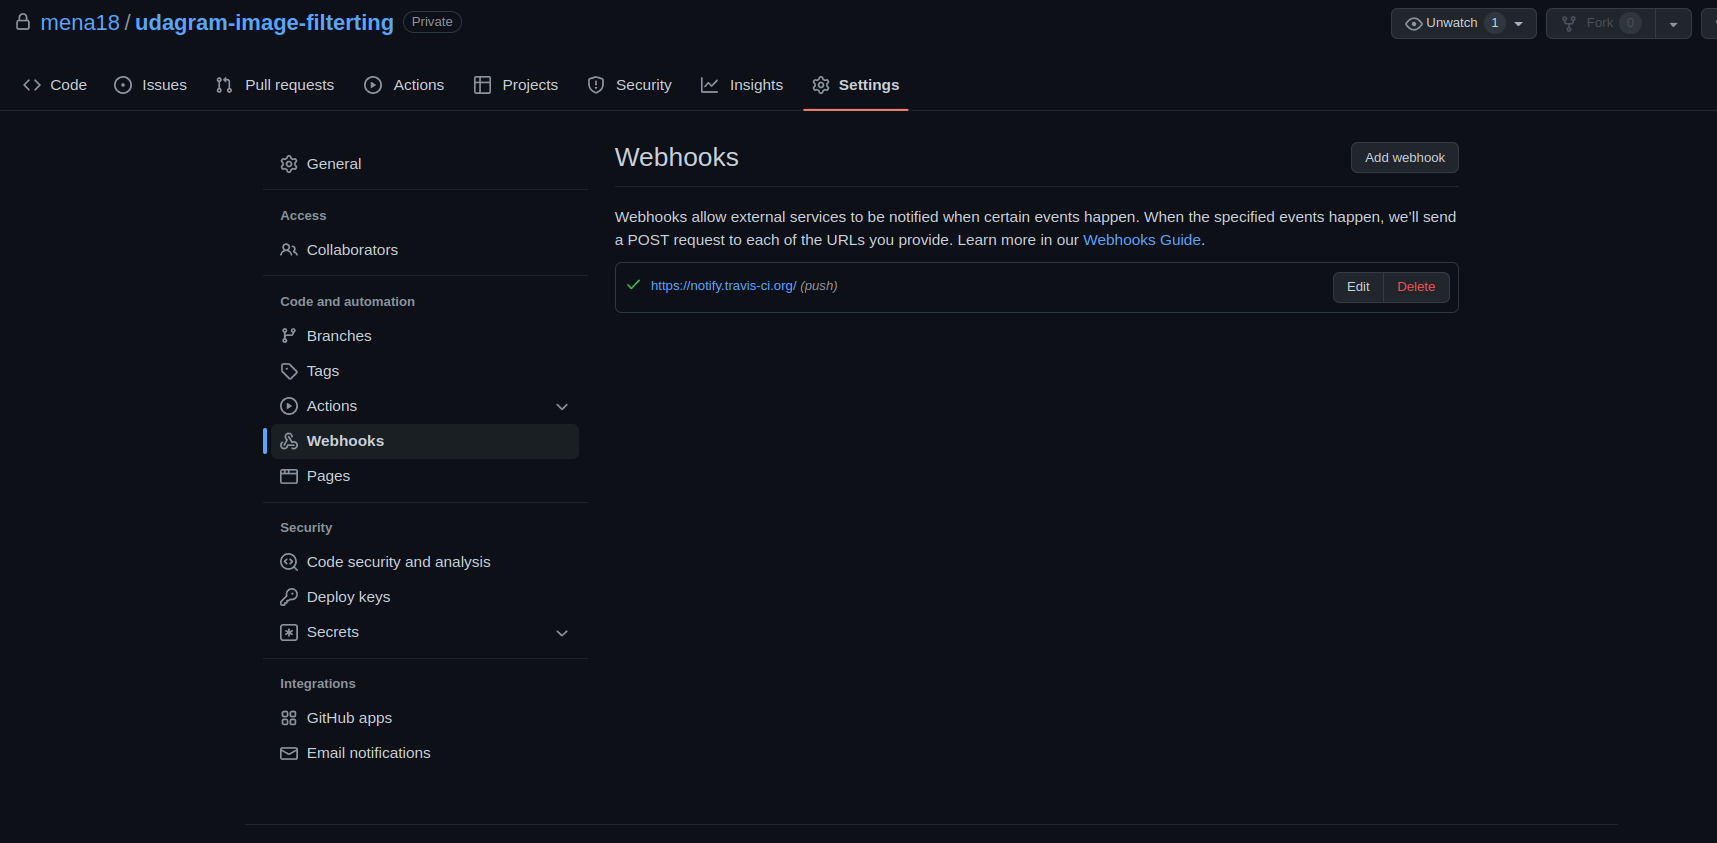 mena18 / udagram-image-filterting Private
Unwatch 1
Fork 0
Code Issues Pull requests Actions Projects Security Insights Settings
General
Access
Collaborators
Code and automation
Branches
Tags
Actions
Webhooks
Pages
Security
Code security and analysis
Deploy keys
Secrets
Integrations
GitHub apps
Email notifications
Webhooks
Add webhook
Webhooks allow external services to be notified when certain events happen. When the specified events happen, we’ll send
a POST request to each of the URLs you provide. Learn more in our Webhooks Guide.
https://notify.travis-ci.org/ (push)
Edit Delete